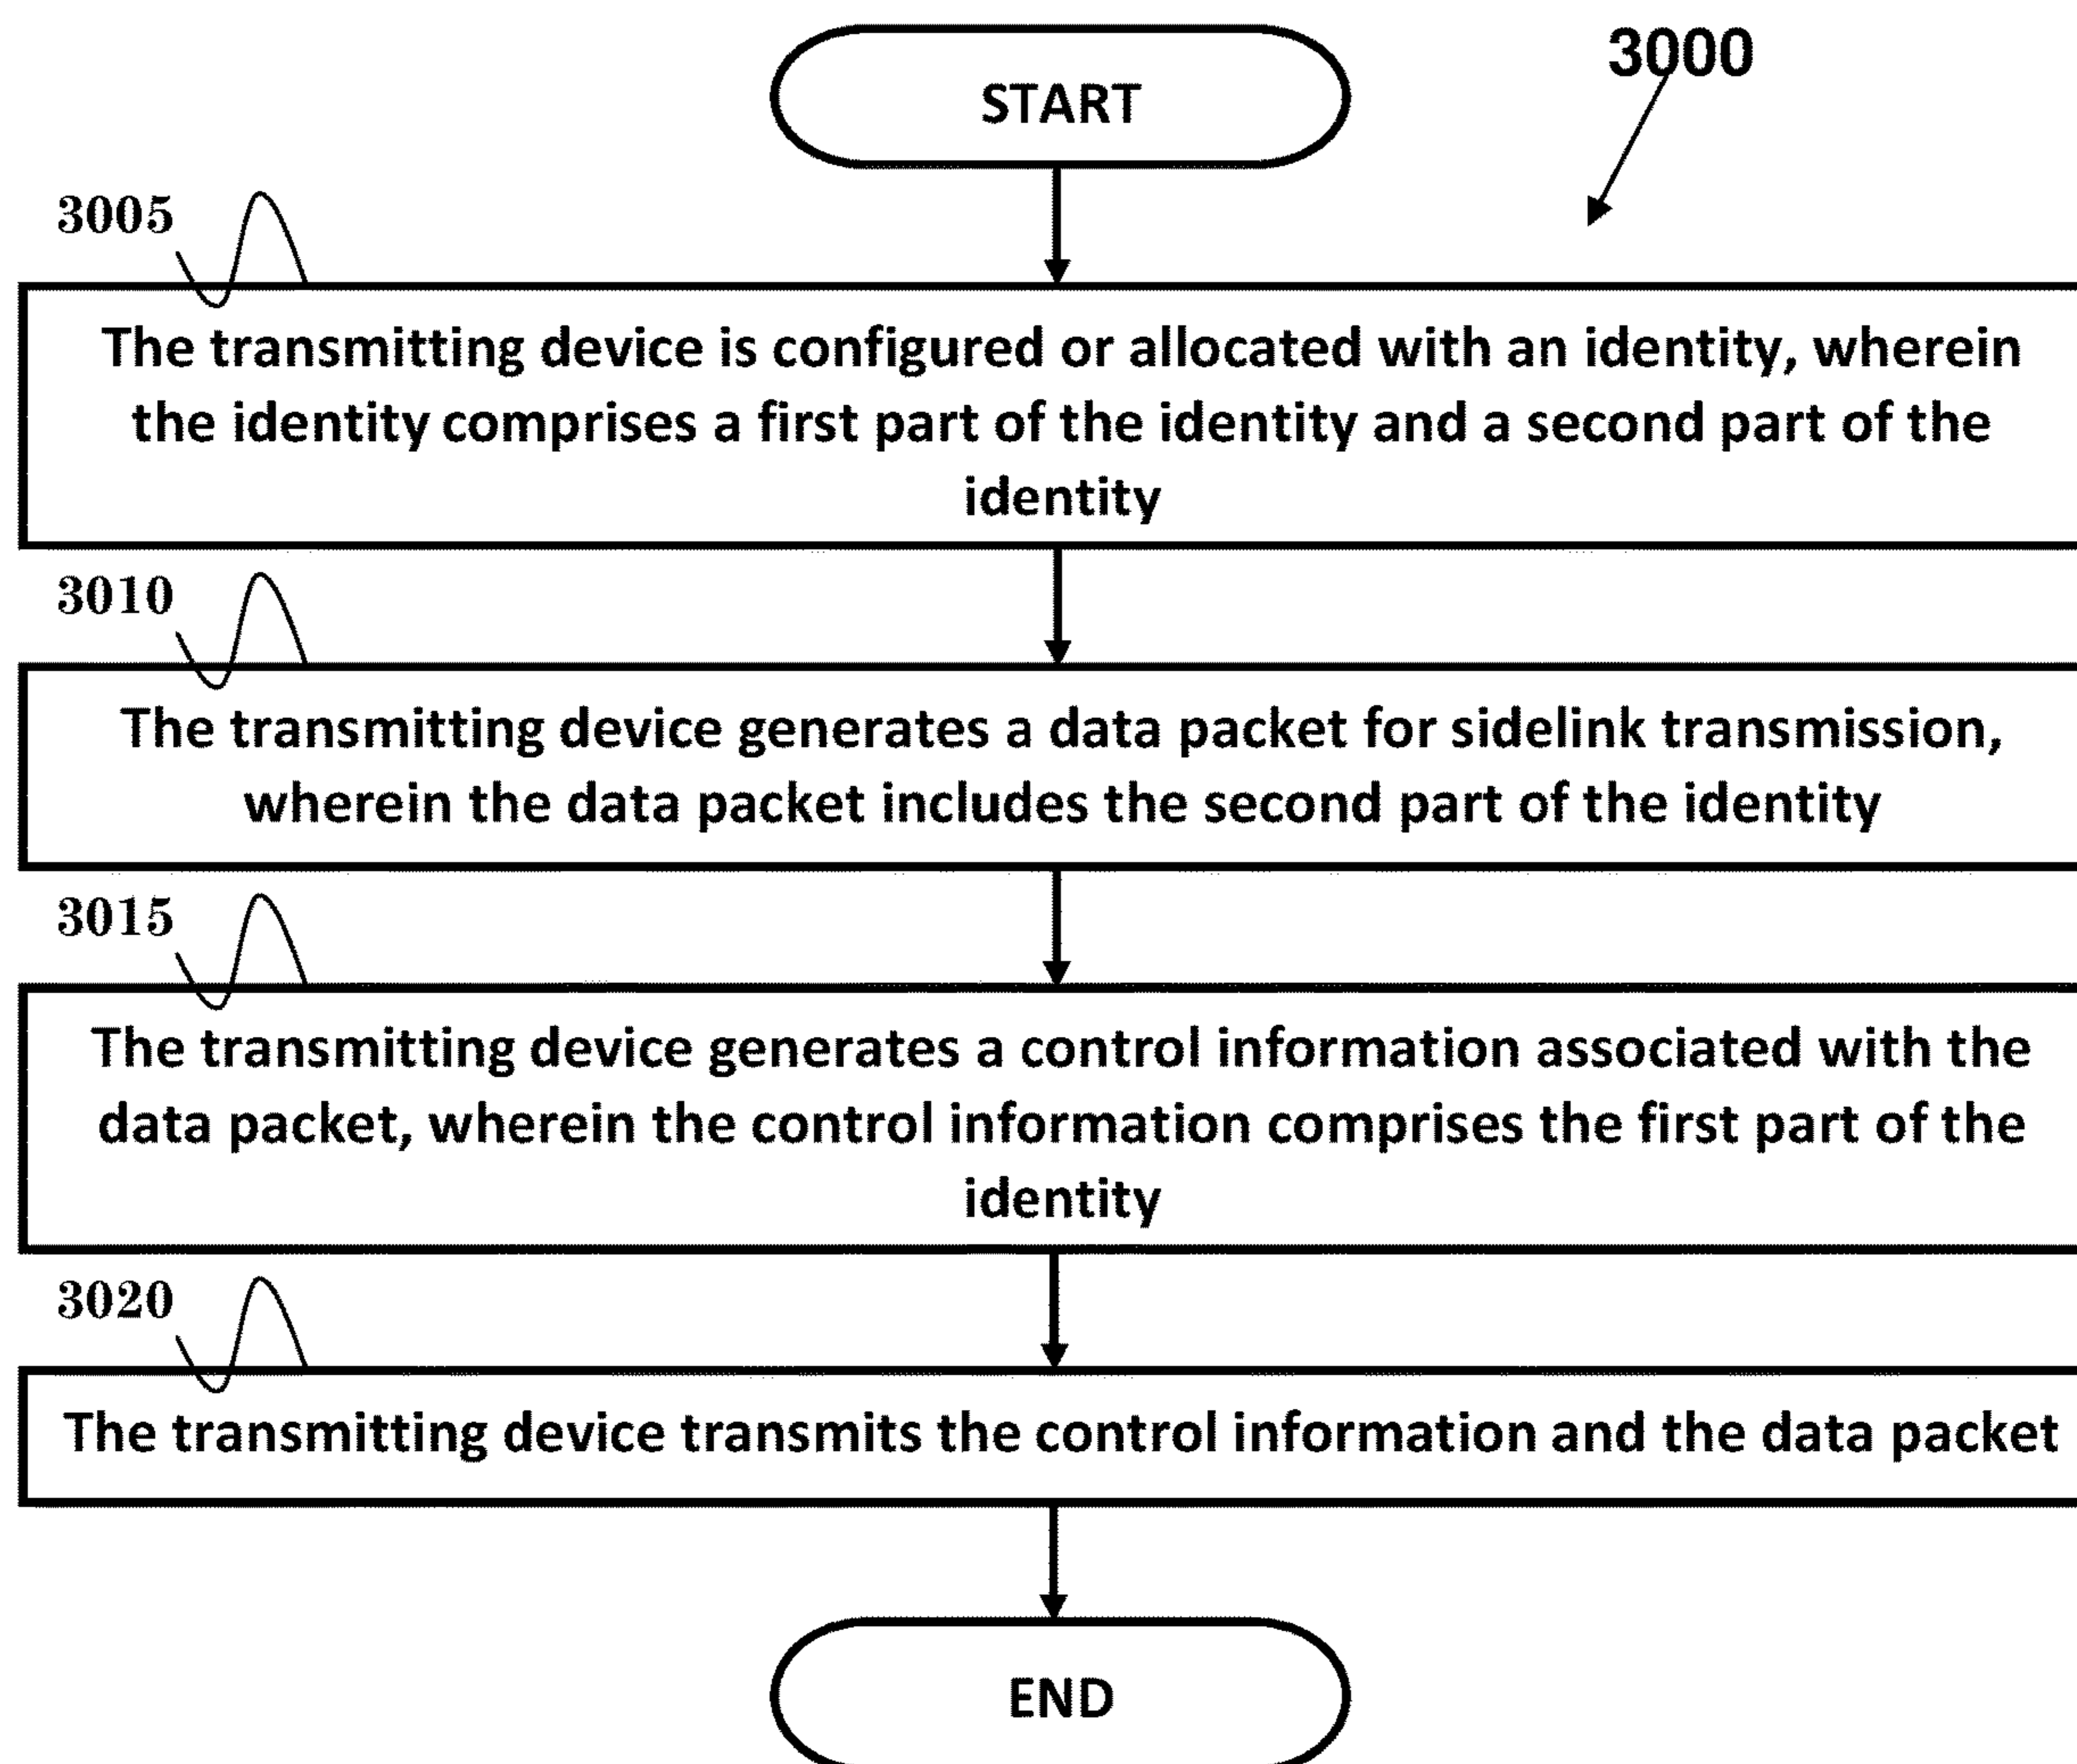 START
3000
3005
The transmitting device is configured or allocated with an identity, wherein
the identity comprises a first part of the identity and a second part of the
identity
3010
The transmitting device generates a data packet for sidelink transmission,
wherein the data packet includes the second part of the identity
3015
The transmitting device generates a control information associated with the
data packet, wherein the control information comprises the first part of the
identity
3020
The transmitting device transmits the control information and the data packet
END